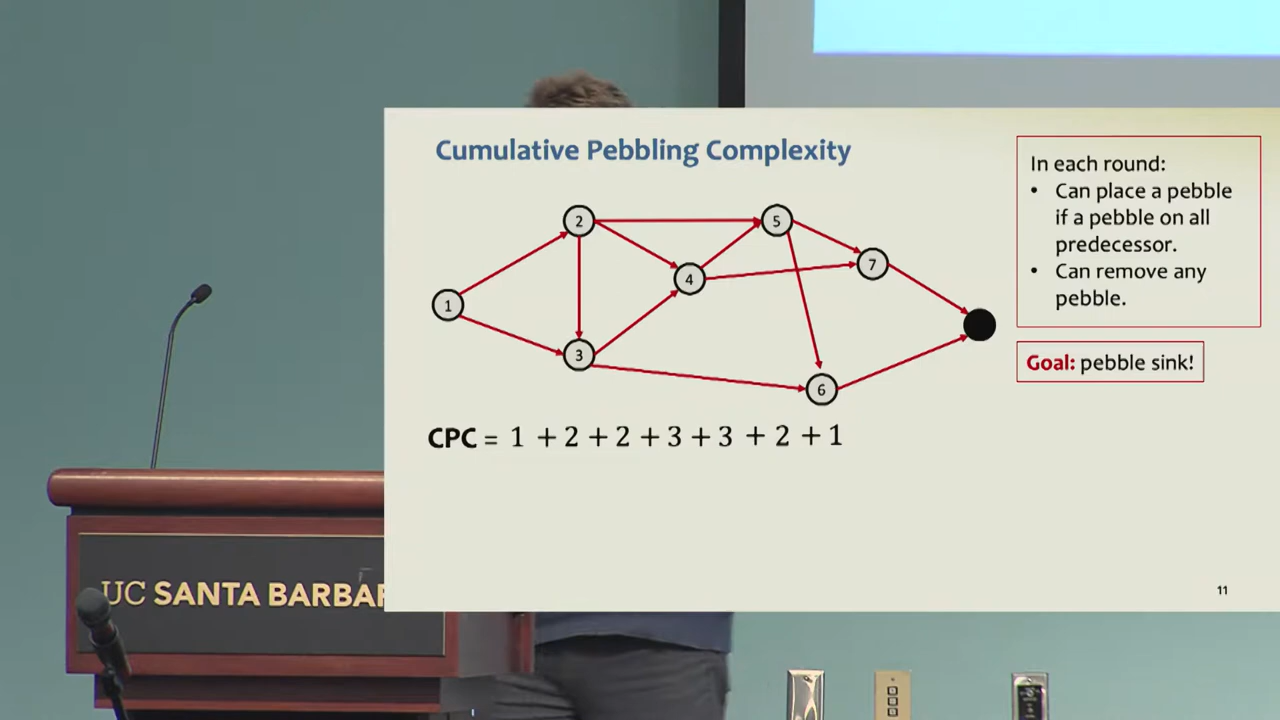 Cumulative Pebbling Complexity
In each round:
• Can place a pebble
if a pebble on all
predecessor.
• Can remove any
pebble.
Goal: pebble sink!
1
2
3
4
5
6
7
CPC = 1 + 2 + 2 + 3 + 3 + 2 + 1
11
UC SANTA BARBAR